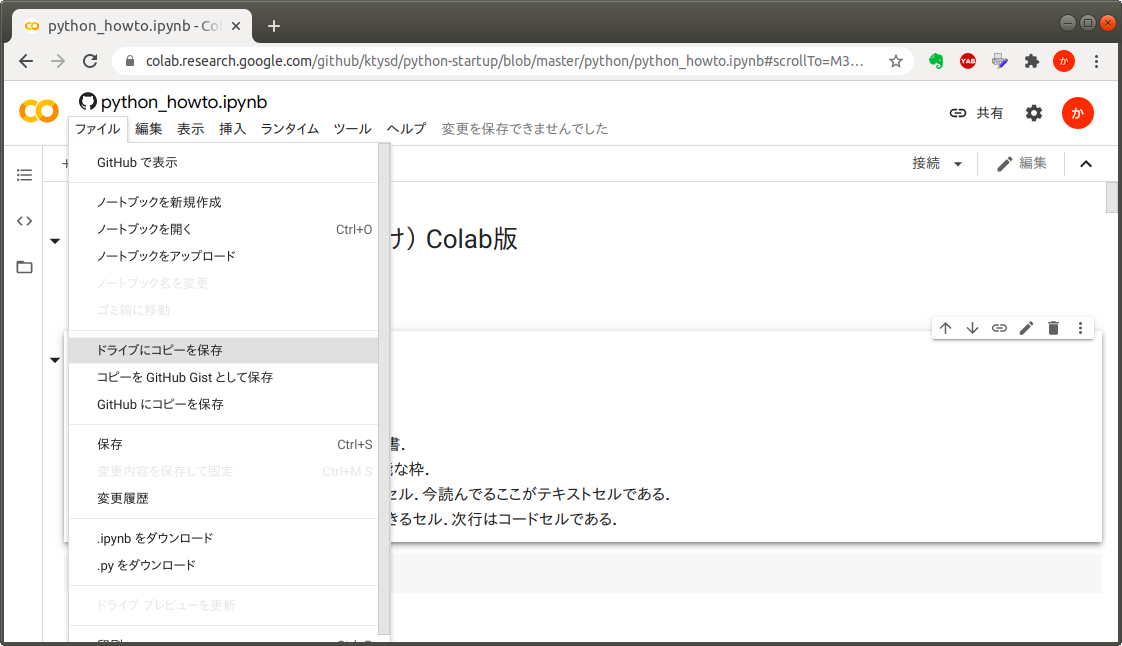 python_howto.ipynb - Col
colab.research.google.com/github/ktysd/python-startup/blob/master/python/python_howto.ipynb#scrollTo=M3…
YAB
か
python_howto.ipynb
ファイル 編集 表示 挿入 ランタイム ツール ヘルプ 変更を保存できませんでした
共有
か
GitHub で表示
接続
編集
ノートブックを新規作成
ノートブックを開く Ctrl+O
け） Colab版
ノートブックをアップロード
ノートブック名を変更
ゴミ箱に移動
ドライブにコピーを保存
コピーを GitHub Gist として保存
GitHub にコピーを保存
保存 Ctrl+S
書．
変更内容を保存して固定 Ctrl+M S
な枠．
変更履歴
セル．今読んでるここがテキストセルである．
きるセル．次行はコードセルである．
.ipynb をダウンロード
.py をダウンロード
ドライブ プレビューを更新
印刷 Ctrl+P